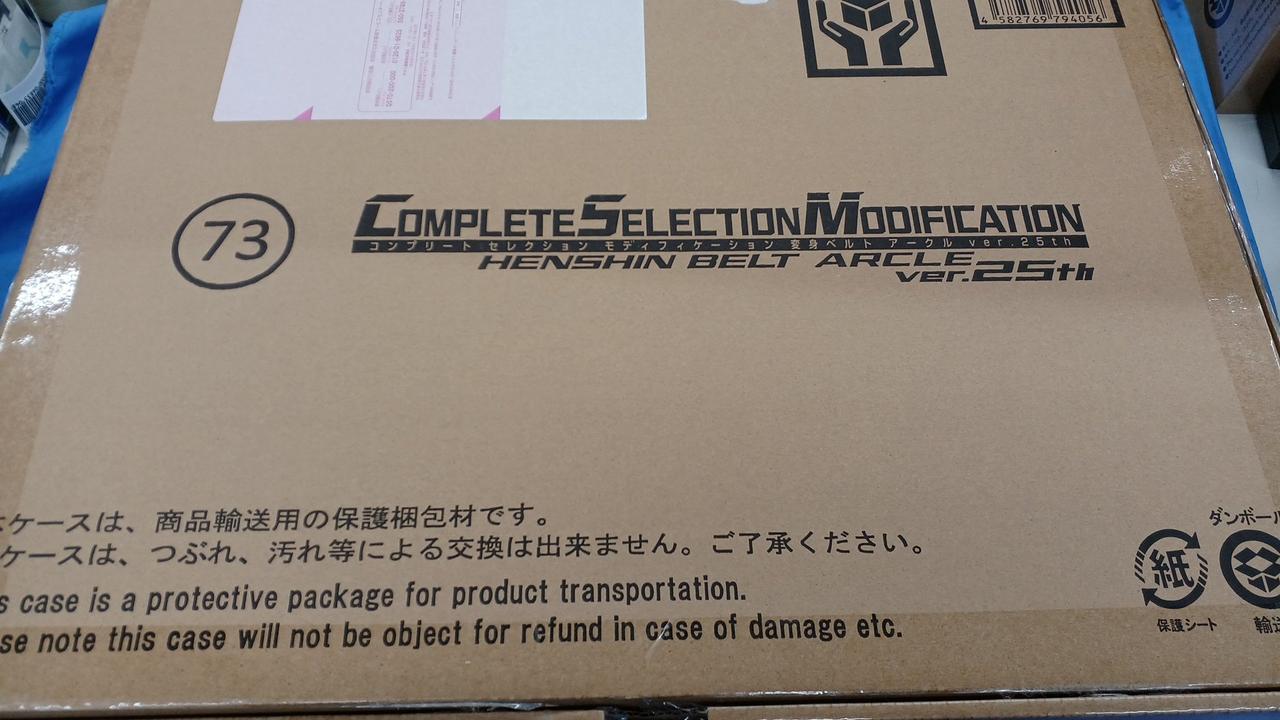 4 582769 794056
73
COMPLETE SELECTION MODIFICATION
コンプリート セレクション モディフィケーション 変身ベルト アークル ver.25th
HENSHIN BELT ARCLE
ver.25th
ケースは、商品輸送用の保護梱包材です。
ケースは、つぶれ、汚れ等による交換は出来ません。ご了承ください。
s case is a protective package for product transportation.
se note this case will not be object for refund in case of damage etc.
ダンボール
紙
保護シート
輸送